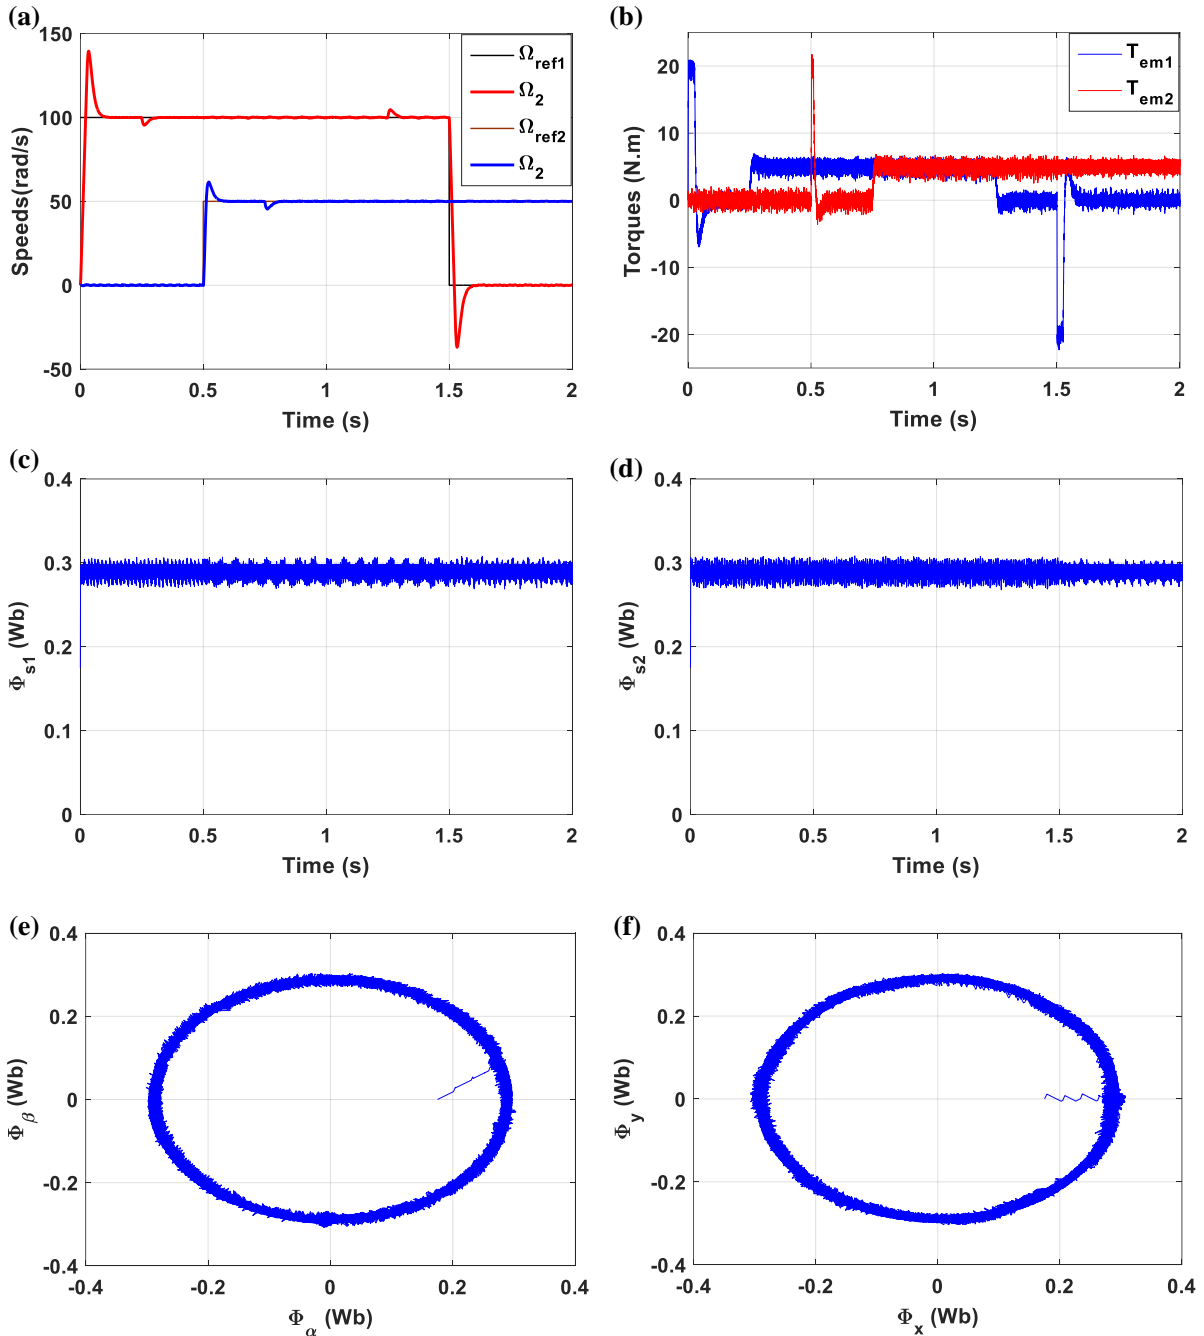 (a)
150
100
50
0
-50
0
0.5
1
1.5
2
Speeds(rad/s)
Time (s)
Ωref1
Ω2
Ωref2
Ω2
(b)
20
10
0
-10
-20
0
0.5
1
1.5
2
Torques (N.m)
Time (s)
Tem1
Tem2
(c)
0.4
0.3
0.2
0.1
0
0
0.5
1
1.5
2
Φs1 (Wb)
Time (s)
(d)
0.4
0.3
0.2
0.1
0
0
0.5
1
1.5
2
Φs2 (Wb)
Time (s)
(e)
0.4
0.2
0
-0.2
-0.4
-0.4
-0.2
0
0.2
0.4
Φβ (Wb)
Φα (Wb)
(f)
0.4
0.2
0
-0.2
-0.4
-0.4
-0.2
0
0.2
0.4
Φy (Wb)
Φx (Wb)